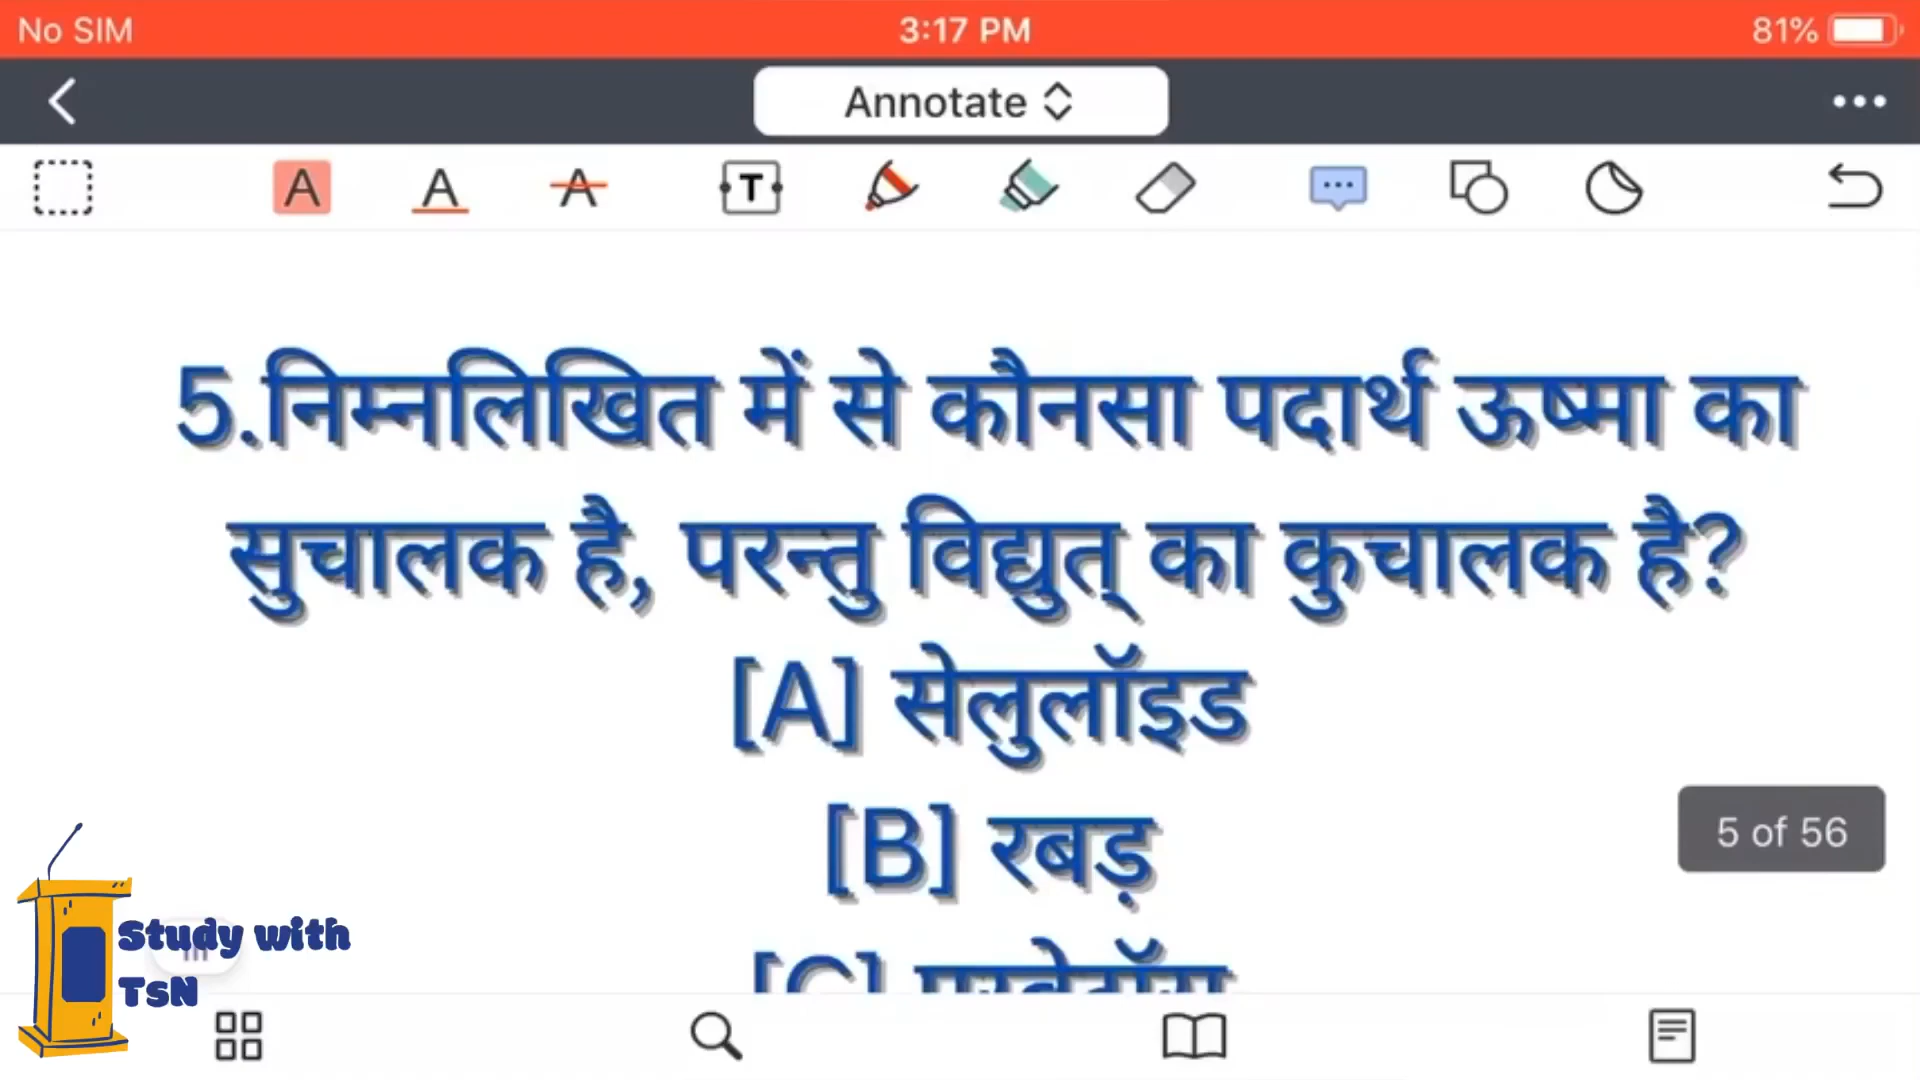 No SIM 3:17 PM 81%
Annotate
A A A T
5.निम्नलिखित में से कौनसा पदार्थ ऊष्मा का
सुचालक है, परन्तु विद्युत् का कुचालक है?
[A] सेलुलॉइड
[B] रबड़
5 of 56
[C]
Study with
TsN